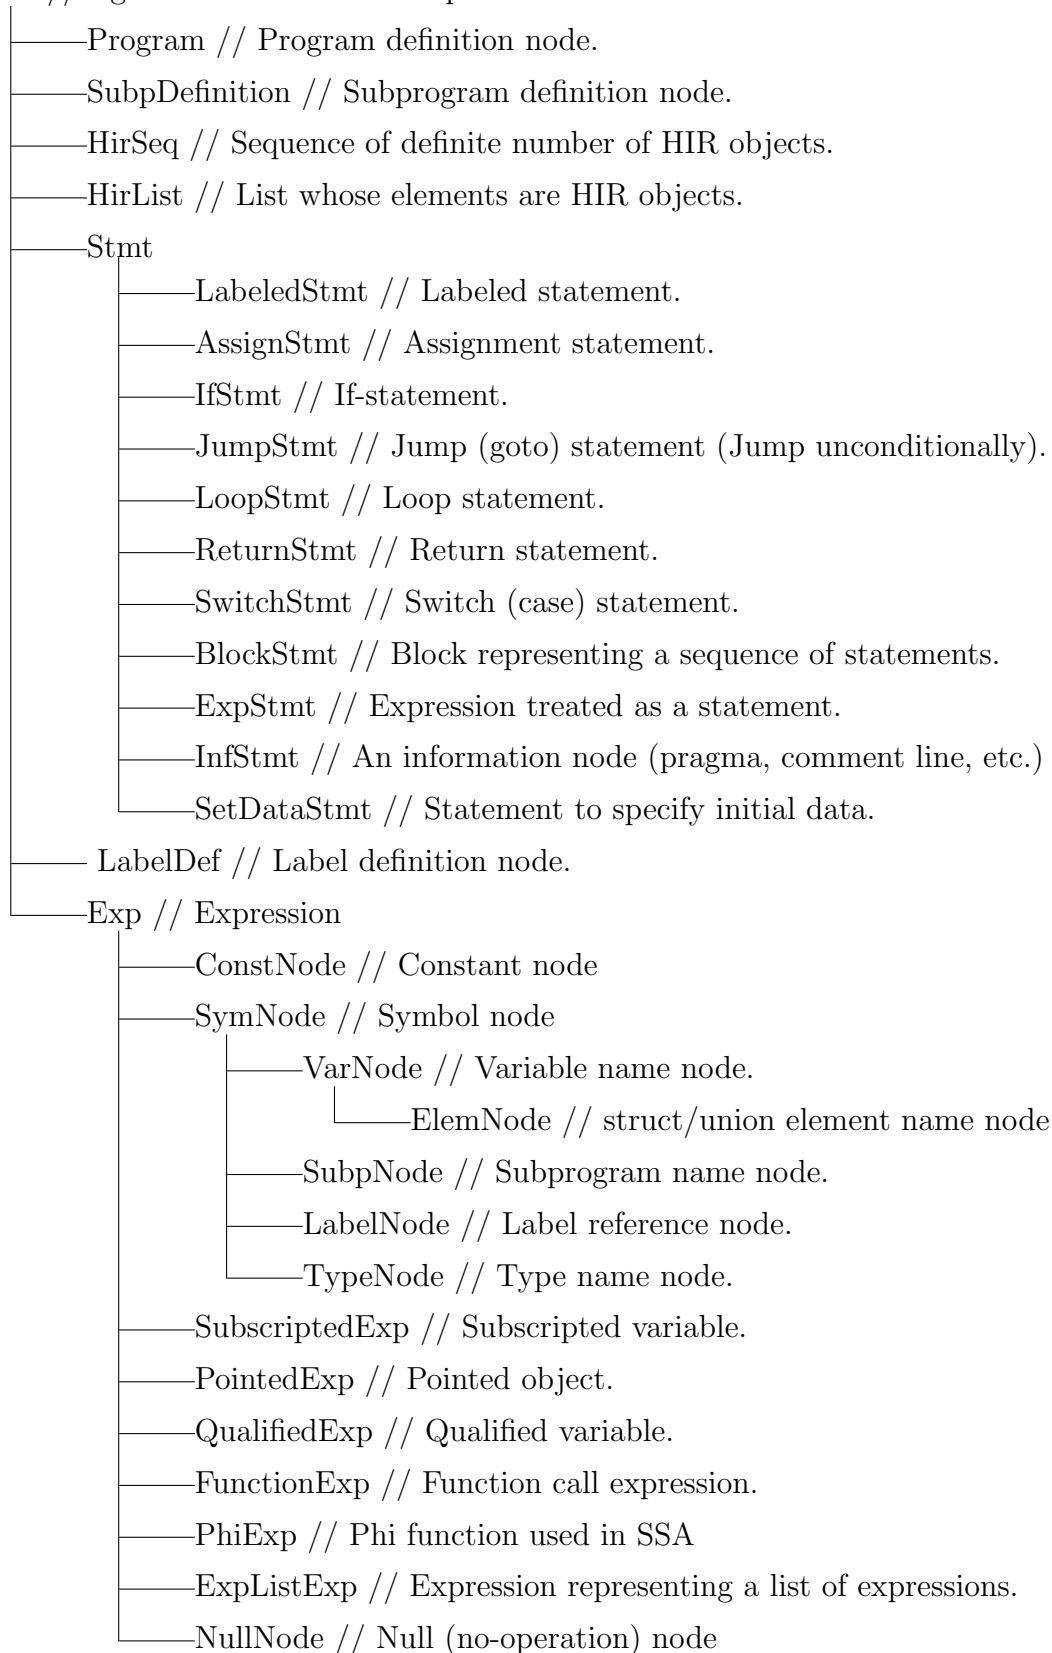 Program // Program definition node.
SubpDefinition // Subprogram definition node.
HirSeq // Sequence of definite number of HIR objects.
HirList // List whose elements are HIR objects.
Stmt
LabeledStmt // Labeled statement.
AssignStmt // Assignment statement.
IfStmt // If-statement.
JumpStmt // Jump (goto) statement (Jump unconditionally).
LoopStmt // Loop statement.
ReturnStmt // Return statement.
SwitchStmt // Switch (case) statement.
BlockStmt // Block representing a sequence of statements.
ExpStmt // Expression treated as a statement.
InfStmt // An information node (pragma, comment line, etc.)
SetDataStmt // Statement to specify initial data.
LabelDef // Label definition node.
Exp // Expression
ConstNode // Constant node
SymNode // Symbol node
VarNode // Variable name node.
ElemNode // struct/union element name node
SubpNode // Subprogram name node.
LabelNode // Label reference node.
TypeNode // Type name node.
SubscriptedExp // Subscripted variable.
PointedExp // Pointed object.
QualifiedExp // Qualified variable.
FunctionExp // Function call expression.
PhiExp // Phi function used in SSA
ExpListExp // Expression representing a list of expressions.
NullNode // Null (no-operation) node